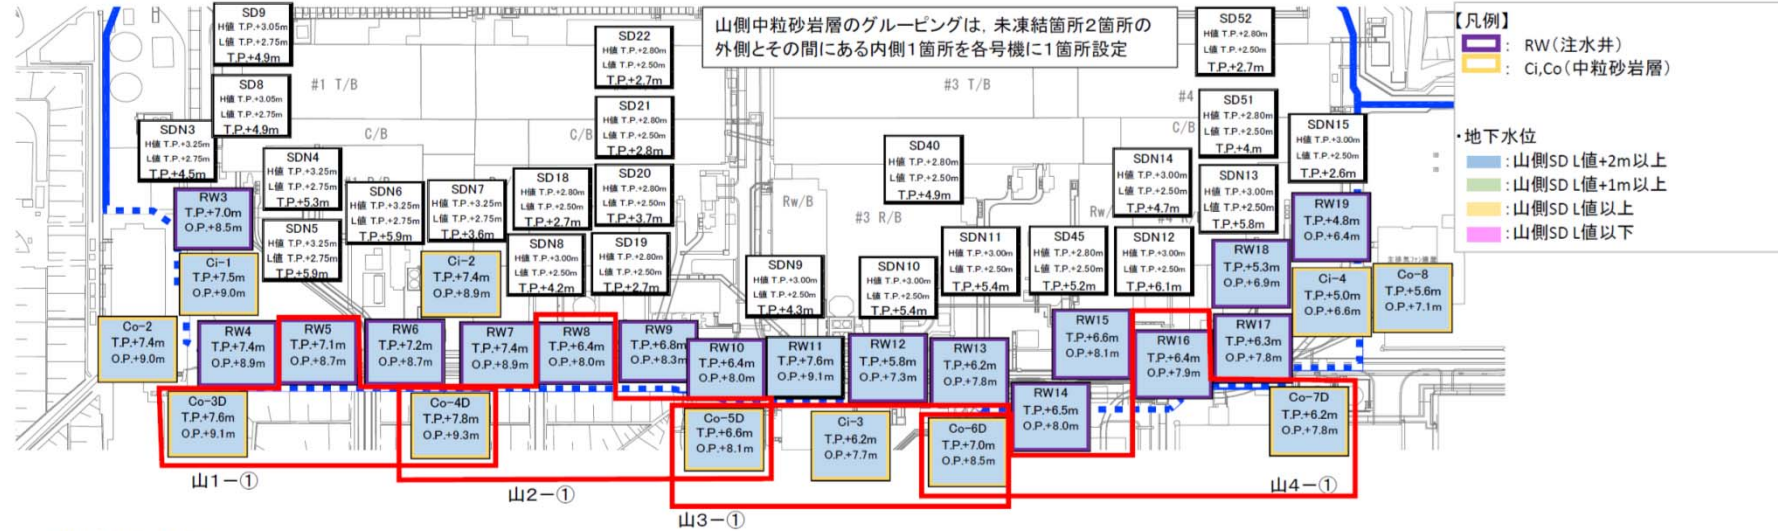 山側中粒砂岩層のグルーピングは，未凍結箇所2箇所の
外側とその間にある内側1箇所を各号機に1箇所設定
【凡例】
： RW（注水井）
： Ci,Co（中粒砂岩層）
・地下水位
：山側SD L値+2m以上
：山側SD L値+1m以上
：山側SD L値以上
：山側SD L値以下
SD9
H値 T.P.+3.05m
L値 T.P.+2.75m
T.P.+4.9m
SD8
H値 T.P.+3.05m
L値 T.P.+2.75m
T.P.+4.9m
SDN3
H値 T.P.+3.25m
L値 T.P.+2.75m
T.P.+4.5m
SDN4
H値 T.P.+3.25m
L値 T.P.+2.75m
T.P.+5.3m
SDN5
H値 T.P.+3.25m
L値 T.P.+2.75m
T.P.+5.9m
SDN6
H値 T.P.+3.25m
L値 T.P.+2.75m
T.P.+5.9m
SDN7
H値 T.P.+3.25m
L値 T.P.+2.75m
T.P.+3.6m
SD18
H値 T.P.+2.80m
L値 T.P.+2.50m
T.P.+2.7m
SDN8
H値 T.P.+3.00m
L値 T.P.+2.50m
T.P.+4.2m
SD22
H値 T.P.+2.80m
L値 T.P.+2.50m
T.P.+2.7m
SD21
H値 T.P.+2.80m
L値 T.P.+2.50m
T.P.+2.8m
SD20
H値 T.P.+2.80m
L値 T.P.+2.50m
T.P.+3.7m
SD19
H値 T.P.+2.80m
L値 T.P.+2.50m
T.P.+2.7m
SDN9
H値 T.P.+3.00m
L値 T.P.+2.50m
T.P.+4.3m
SDN10
H値 T.P.+3.00m
L値 T.P.+2.50m
T.P.+5.4m
SD40
H値 T.P.+2.80m
L値 T.P.+2.50m
T.P.+4.9m
SDN11
H値 T.P.+3.00m
L値 T.P.+2.50m
T.P.+5.4m
SD45
H値 T.P.+2.80m
L値 T.P.+2.50m
T.P.+5.2m
SDN12
H値 T.P.+3.00m
L値 T.P.+2.50m
T.P.+6.1m
SDN14
H値 T.P.+3.00m
L値 T.P.+2.50m
T.P.+4.7m
SDN13
H値 T.P.+3.00m
L値 T.P.+2.50m
T.P.+5.8m
SD52
H値 T.P.+2.80m
L値 T.P.+2.50m
T.P.+2.7m
SD51
H値 T.P.+2.80m
L値 T.P.+2.50m
T.P.+4.m
SDN15
H値 T.P.+3.00m
L値 T.P.+2.50m
T.P.+2.6m
#1 T/B
C/B
C/B
Rw/B
#3 T/B
#3 R/B
#4
C/B
Rw/
RW3
T.P.+7.0m
O.P.+8.5m
Ci-1
T.P.+7.5m
O.P.+9.0m
Co-2
T.P.+7.4m
O.P.+9.0m
RW4
T.P.+7.4m
O.P.+8.9m
RW5
T.P.+7.1m
O.P.+8.7m
RW6
T.P.+7.2m
O.P.+8.7m
Ci-2
T.P.+7.4m
O.P.+8.9m
RW7
T.P.+7.4m
O.P.+8.9m
RW8
T.P.+6.4m
O.P.+8.0m
RW9
T.P.+6.8m
O.P.+8.3m
RW10
T.P.+6.4m
O.P.+8.0m
RW11
T.P.+7.6m
O.P.+9.1m
RW12
T.P.+5.8m
O.P.+7.3m
RW13
T.P.+6.2m
O.P.+7.8m
RW14
T.P.+6.5m
O.P.+8.0m
RW15
T.P.+6.6m
O.P.+8.1m
RW16
T.P.+6.4m
O.P.+7.9m
RW17
T.P.+6.3m
O.P.+7.8m
RW18
T.P.+5.3m
O.P.+6.9m
RW19
T.P.+4.8m
O.P.+6.4m
Ci-4
T.P.+5.0m
O.P.+6.6m
Co-8
T.P.+5.6m
O.P.+7.1m
Co-3D
T.P.+7.6m
O.P.+9.1m
Co-4D
T.P.+7.8m
O.P.+9.3m
Co-5D
T.P.+6.6m
O.P.+8.1m
Ci-3
T.P.+6.2m
O.P.+7.7m
Co-6D
T.P.+7.0m
O.P.+8.5m
Co-7D
T.P.+6.2m
O.P.+7.8m
山1－①
山2－①
山3－①
山4－①